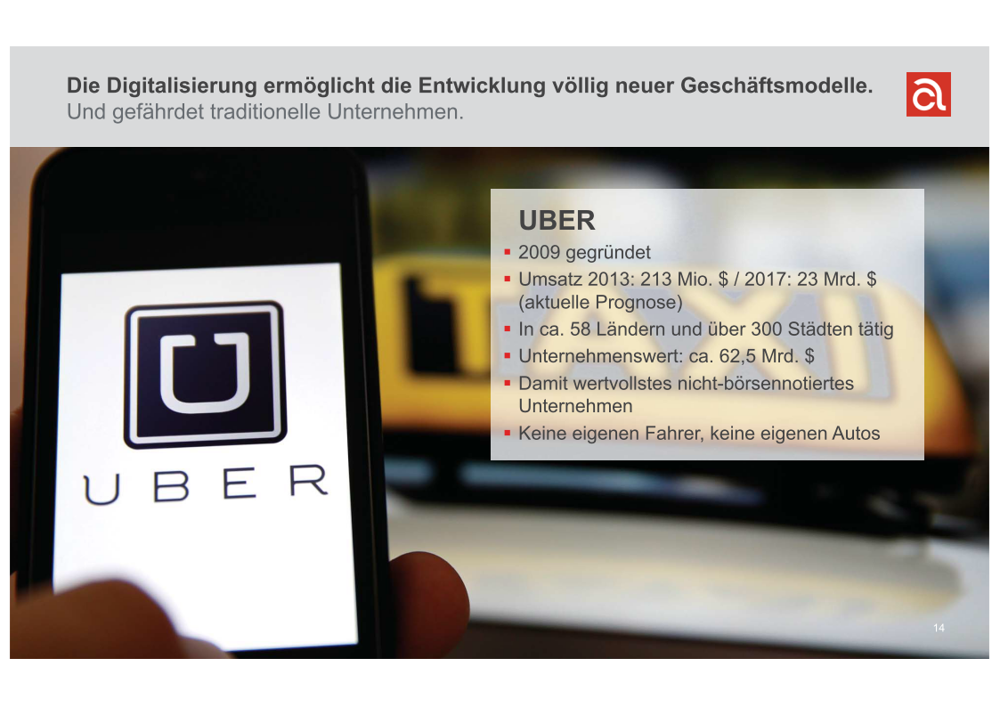 Die Digitalisierung ermöglicht die Entwicklung völlig neuer Geschäftsmodelle.
Und gefährdet traditionelle Unternehmen.
UBER
▪ 2009 gegründet
▪ Umsatz 2013: 213 Mio. $ / 2017: 23 Mrd. $
(aktuelle Prognose)
▪ In ca. 58 Ländern und über 300 Städten tätig
▪ Unternehmenswert: ca. 62,5 Mrd. $
▪ Damit wertvollstes nicht-börsennotiertes
Unternehmen
▪ Keine eigenen Fahrer, keine eigenen Autos
TAXI
U
UBER
14